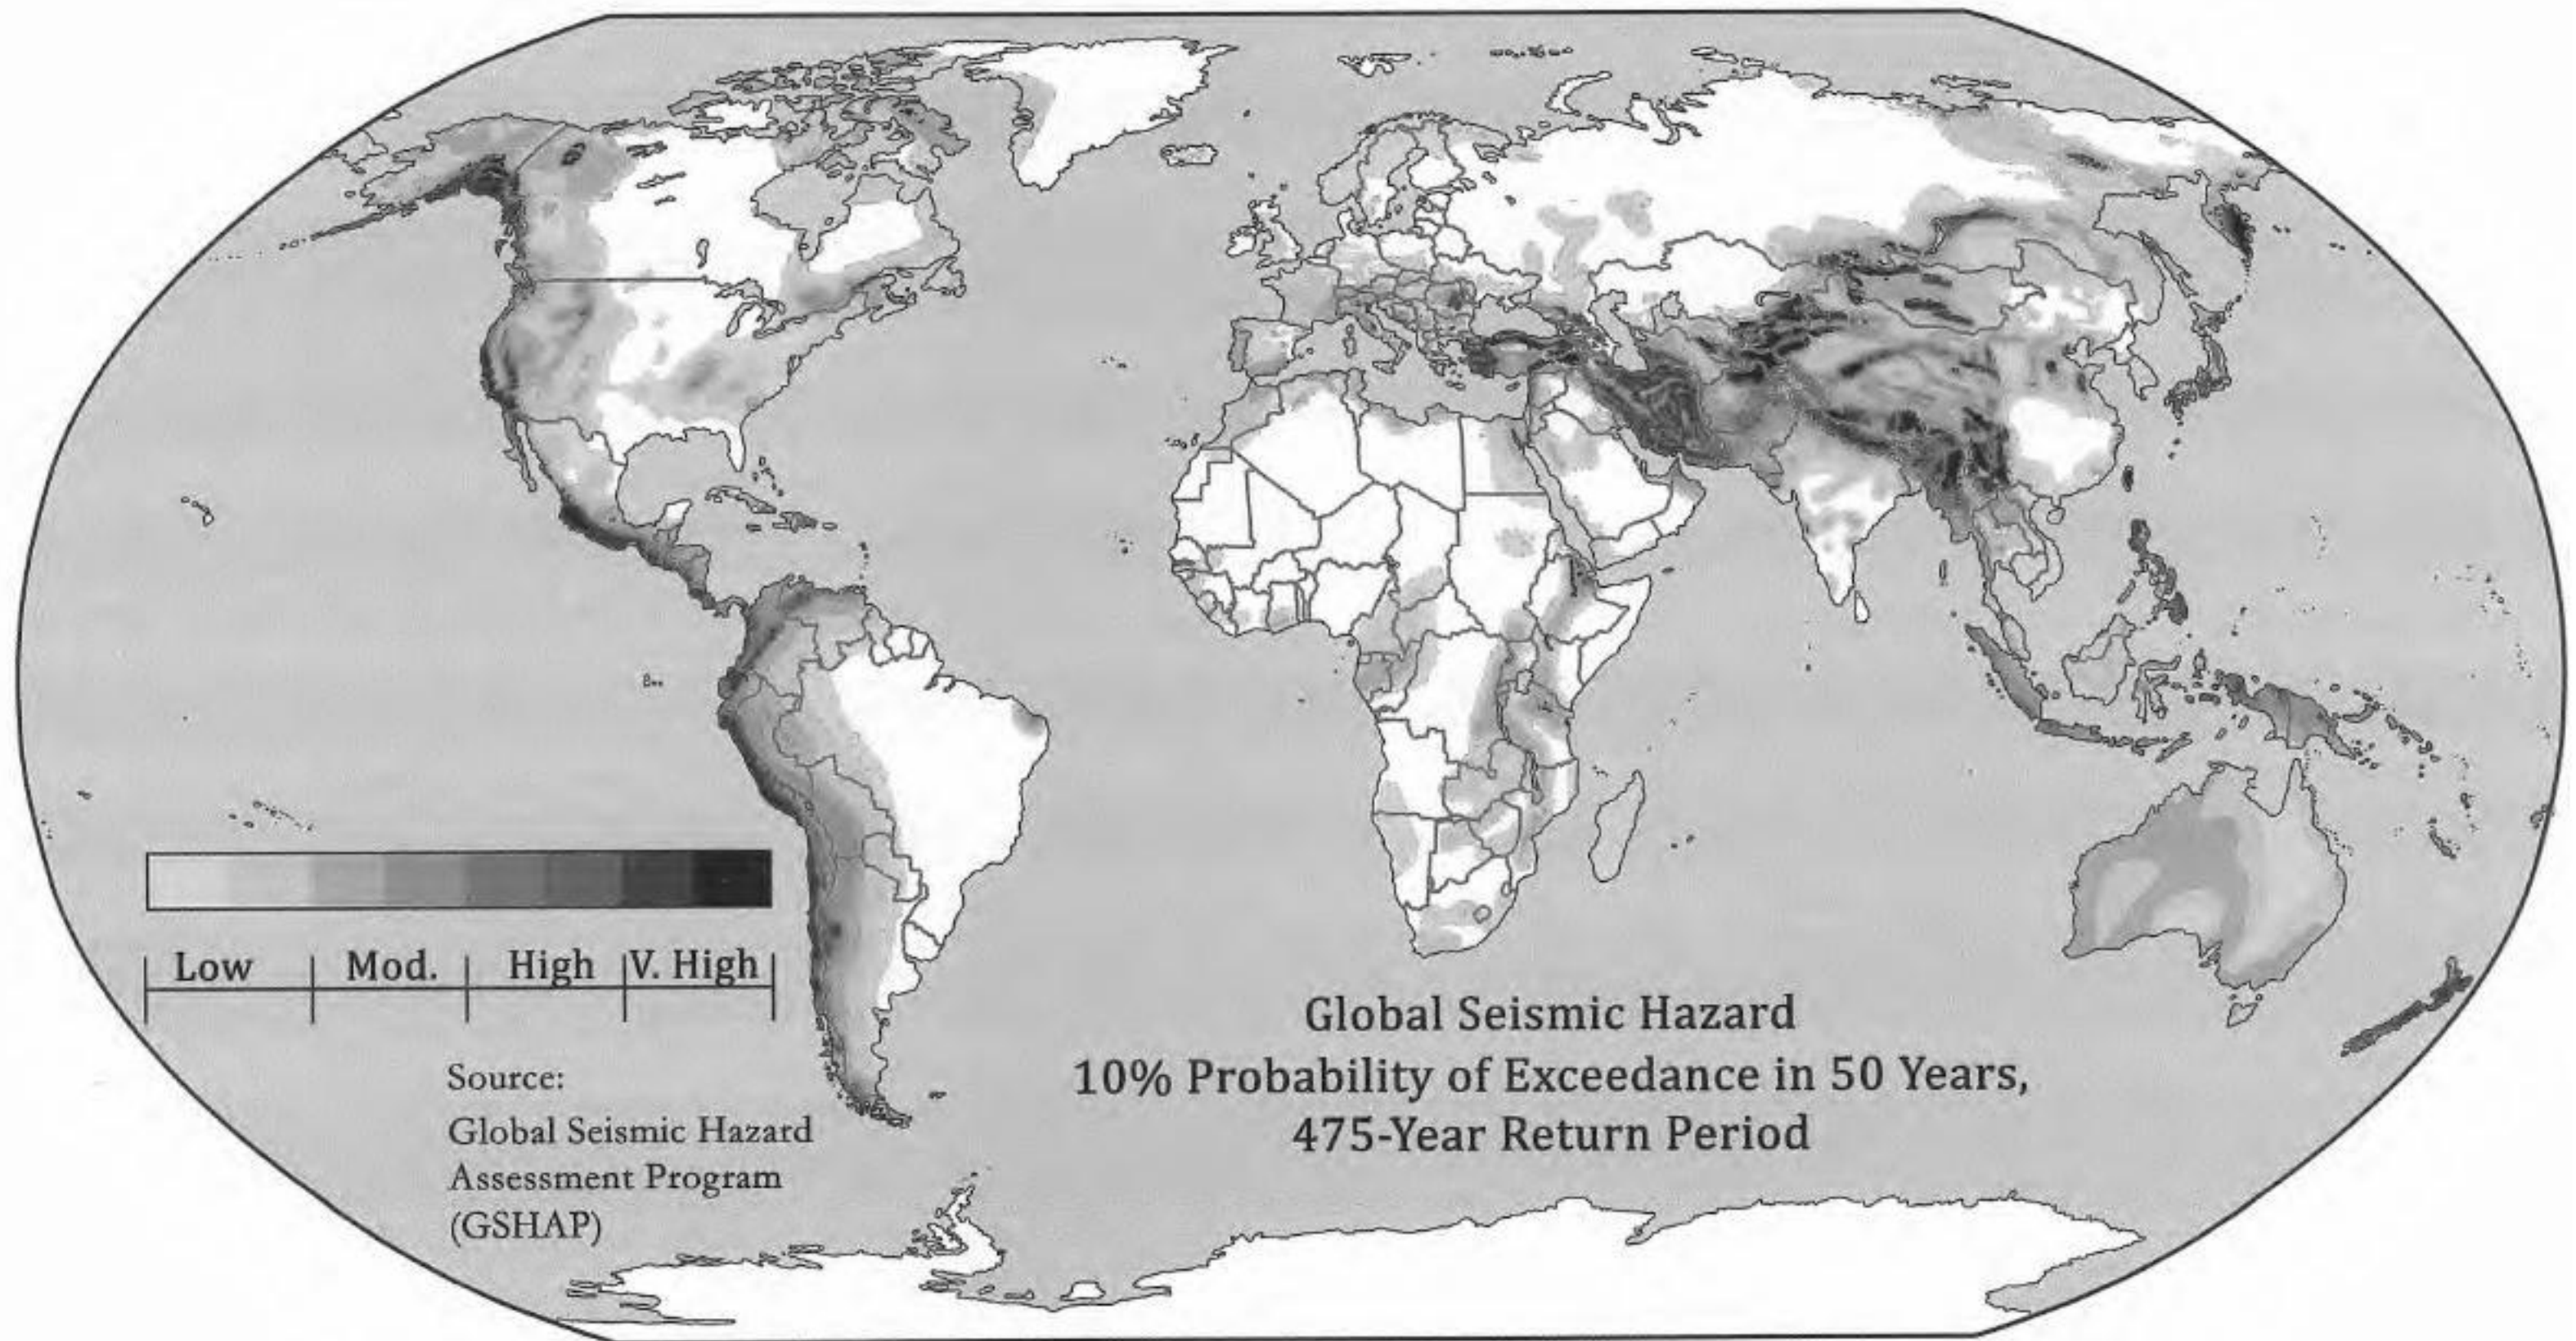 Low Mod. High V. High
Source:
Global Seismic Hazard
Assessment Program
(GSHAP)
Global Seismic Hazard
10% Probability of Exceedance in 50 Years,
475-Year Return Period